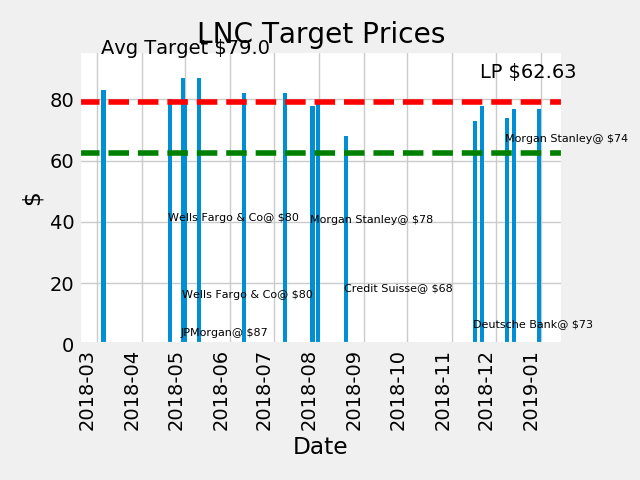 LNC Target Prices
Avg Target $79.0
LP $62.63
80
60
40
20
0
$
Morgan Stanley@ $74
Wells Fargo & Co@ $80
Morgan Stanley@ $78
Wells Fargo & Co@ $80
Credit Suisse@ $68
JPMorgan@ $87
Deutsche Bank@ $73
2018-03
2018-04
2018-05
2018-06
2018-07
2018-08
2018-09
2018-10
2018-11
2018-12
2019-01
Date